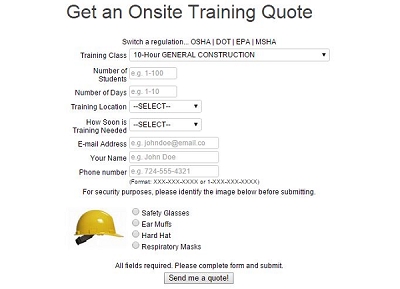 Get an Onsite Training Quote
Switch a regulation... OSHA | DOT | EPA | MSHA
Training Class 10-Hour GENERAL CONSTRUCTION
Number of Students e.g. 1-100
Number of Days e.g. 1-10
Training Location --SELECT--
How Soon is Training Needed --SELECT--
E-mail Address e.g. johndoe@email.co
Your Name e.g. John Doe
Phone number e.g. 724-555-4321
(Format: XXX-XXX-XXXX or 1-XXX-XXX-XXXX)
For security purposes, please identify the image below before submitting.
Safety Glasses
Ear Muffs
Hard Hat
Respiratory Masks
All fields required. Please complete form and submit.
Send me a quote!